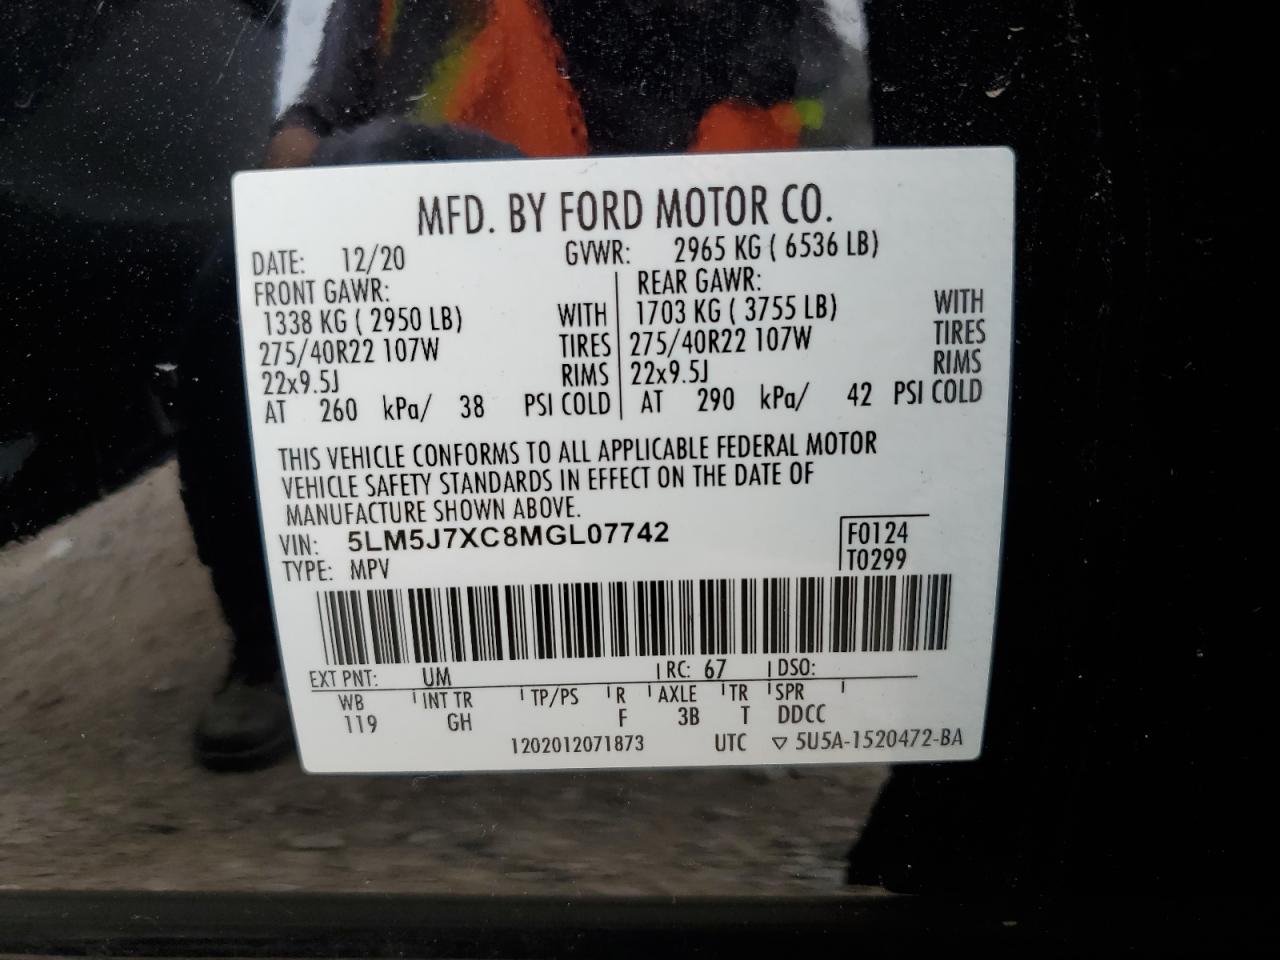 MFD. BY FORD MOTOR CO.
DATE: 12/20 GVWR: 2965 KG ( 6536 LB)
FRONT GAWR: REAR GAWR:
1338 KG ( 2950 LB) WITH 1703 KG ( 3755 LB) WITH
275/40R22 107W TIRES 275/40R22 107W TIRES
22x9.5J RIMS 22x9.5J RIMS
AT 260 kPa/ 38 PSI COLD AT 290 kPa/ 42 PSI COLD
THIS VEHICLE CONFORMS TO ALL APPLICABLE FEDERAL MOTOR
VEHICLE SAFETY STANDARDS IN EFFECT ON THE DATE OF
MANUFACTURE SHOWN ABOVE.
VIN: 5LM5J7XC8MGL07742 F0124
TYPE: MPV T0299
EXT PNT: UM RC: 67 DSO:
WB INT TR TP/PS R AXLE TR SPR
119 GH F 3B T DDCC
1202012071873 UTC ▽ 5U5A-1520472-BA